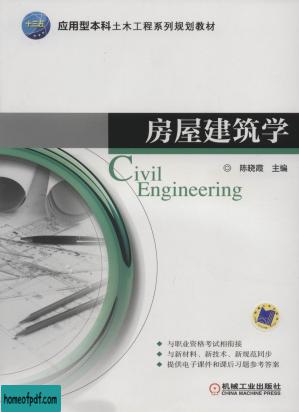 十三五
应用型本科土木工程系列规划教材
房屋建筑学
◎ 陈晓霞 主编
Civil
Engineering
与职业资格考试相衔接
与新材料、新技术、新规范同步
提供电子课件和课后习题参考答案
机械工业出版社
CHINA MACHINE PRESS
homeofpdf.com